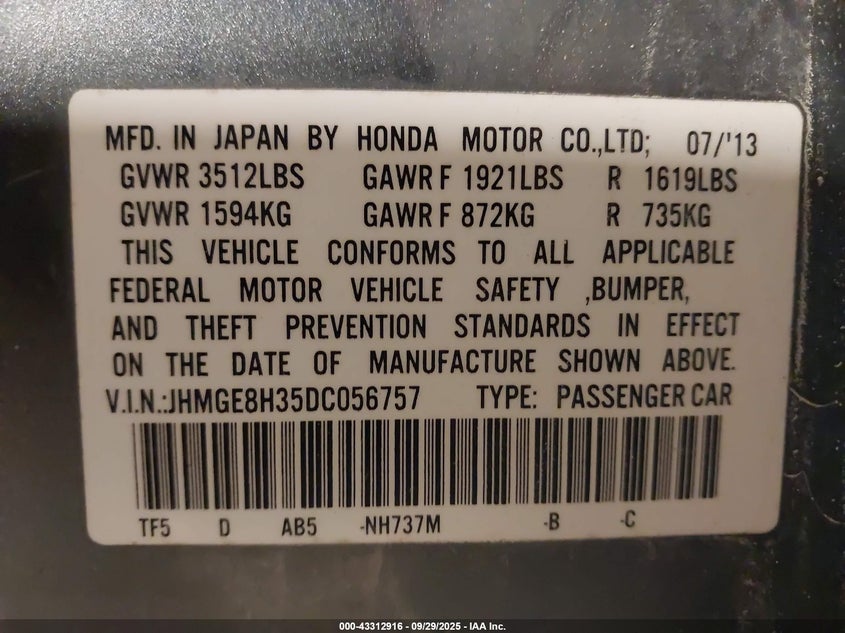 MFD. IN JAPAN BY HONDA MOTOR CO.,LTD; 07/'13
GVWR 3512LBS GAWR F 1921LBS R 1619LBS
GVWR 1594KG GAWR F 872KG R 735KG
THIS VEHICLE CONFORMS TO ALL APPLICABLE
FEDERAL MOTOR VEHICLE SAFETY ,BUMPER,
AND THEFT PREVENTION STANDARDS IN EFFECT
ON THE DATE OF MANUFACTURE SHOWN ABOVE.
V.I.N.:JHMGE8H35DC056757 TYPE: PASSENGER CAR
TF5 D AB5 -NH737M -B -C
000-43312916 - 09/29/2025 - IAA Inc.